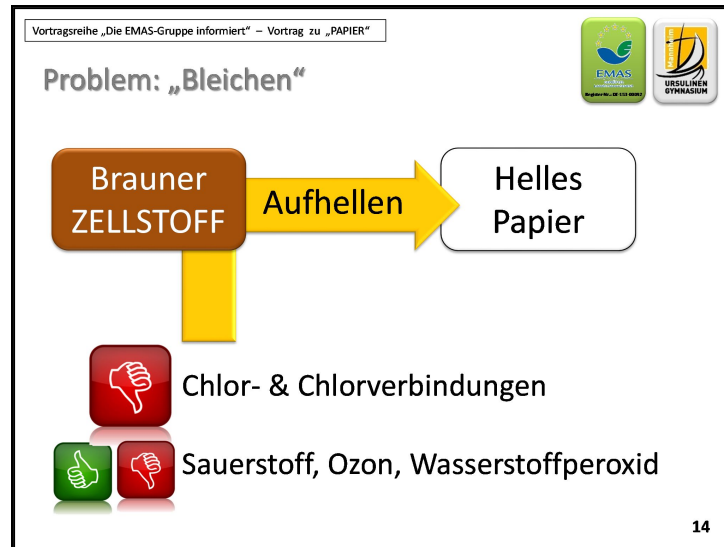 Vortragsreihe „Die EMAS-Gruppe informiert“ – Vortrag zu „PAPIER“
Problem: „Bleichen“
EMAS
Mannheim
URSULINEN
GYMNASIUM
Brauner
ZELLSTOFF
Aufhellen
Helles
Papier
Chlor- & Chlorverbindungen
Sauerstoff, Ozon, Wasserstoffperoxid
14